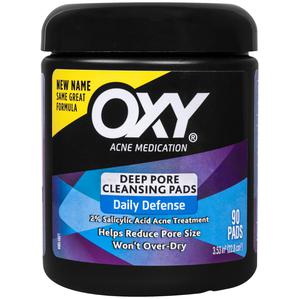 NEW NAME
SAME GREAT
FORMULA
OXY®
ACNE MEDICATION
DEEP PORE
CLEANSING PADS
Daily Defense
2% Salicylic Acid Acne Treatment
Helps Reduce Pore Size
Won't Over-Dry
90
PADS